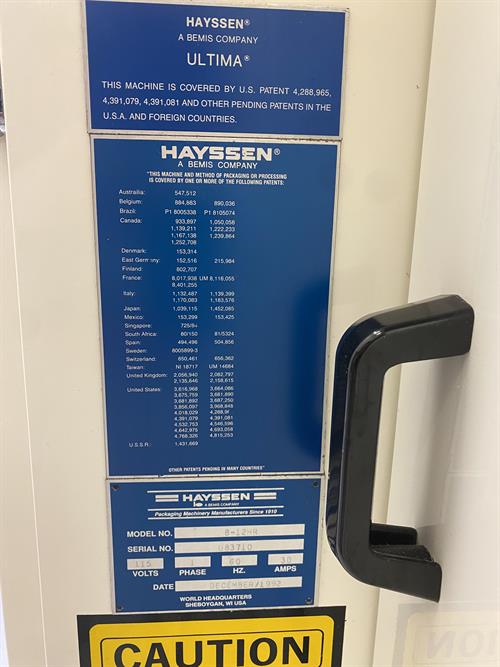 HAYSSEN®
A BEMIS COMPANY
ULTIMA®
THIS MACHINE IS COVERED BY U.S. PATENT 4,288,965,
4,391,079, 4,391,081 AND OTHER PENDING PATENTS IN THE
U.S.A. AND FOREIGN COUNTRIES.
HAYSSEN®
A BEMIS COMPANY
"THIS MACHINE AND METHOD OF PACKAGING OR PROCESSING
IS COVERED BY ONE OR MORE OF THE FOLLOWING PATENTS:
Australia: 547,512
Belgium: 884,883 890,036
Brazil: P1 8005338 P1 8105074
Canada: 933,897 1,050,058
1,139,211 1,222,233
1,167,138 1,239,864
1,252,708
Denmark: 153,314
East Germany: 152,516 215,984
Finland: 802,707
France: 8,017,938 UM 8,116,055
8,401,255
Italy: 1,132,487 1,139,399
1,170,083 1,183,576
Japan: 1,039,115 1,452,085
Mexico: 153,299 153,425
Singapore: 725/84
South Africa: 80/150 81/5324
Spain: 494,496 504,856
Sweden: 8005899-3
Switzerland: 650,461 656,362
Taiwan: NI 18717 UM 14664
United Kingdom: 2,056,940 2,082,797
2,135,646 2,158,615
United States: 3,616,968 3,664,086
3,675,759 3,681,890
3,681,892 3,687,250
3,856,097 3,968,848
4,018,029
4,391,079 4,391,081
4,532,753 4,546,596
4,642,975 4,693,058
4,768,326 4,815,253
U.S.S.R.: 1,431,669
OTHER PATENTS PENDING IN MANY COUNTRIES"
HAYSSEN
A BEMIS COMPANY
Packaging Machinery Manufacturers Since 1910
MODEL NO. 8-12HR
SERIAL NO. U83710
115 1 60 30
VOLTS PHASE HZ. AMPS
DATE DECEMBER/1992
WORLD HEADQUARTERS
SHEBOYGAN, WI USA
CAUTION